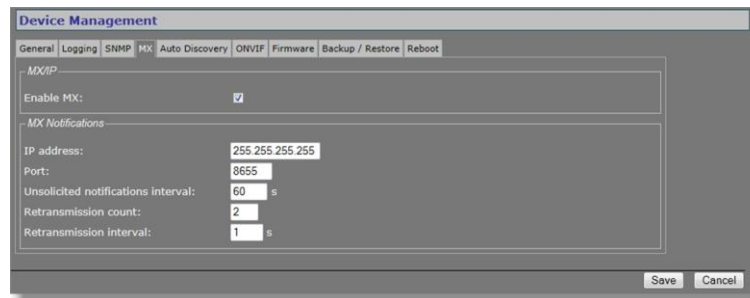 Device Management
General Logging SNMP MX Auto Discovery ONVIF Firmware Backup / Restore Reboot
MX/IP
Enable MX:
MX Notifications
IP address: 255.255.255.255
Port: 8655
Unsolicited notifications interval: 60 s
Retransmission count: 2
Retransmission interval: 1 s
Save Cancel